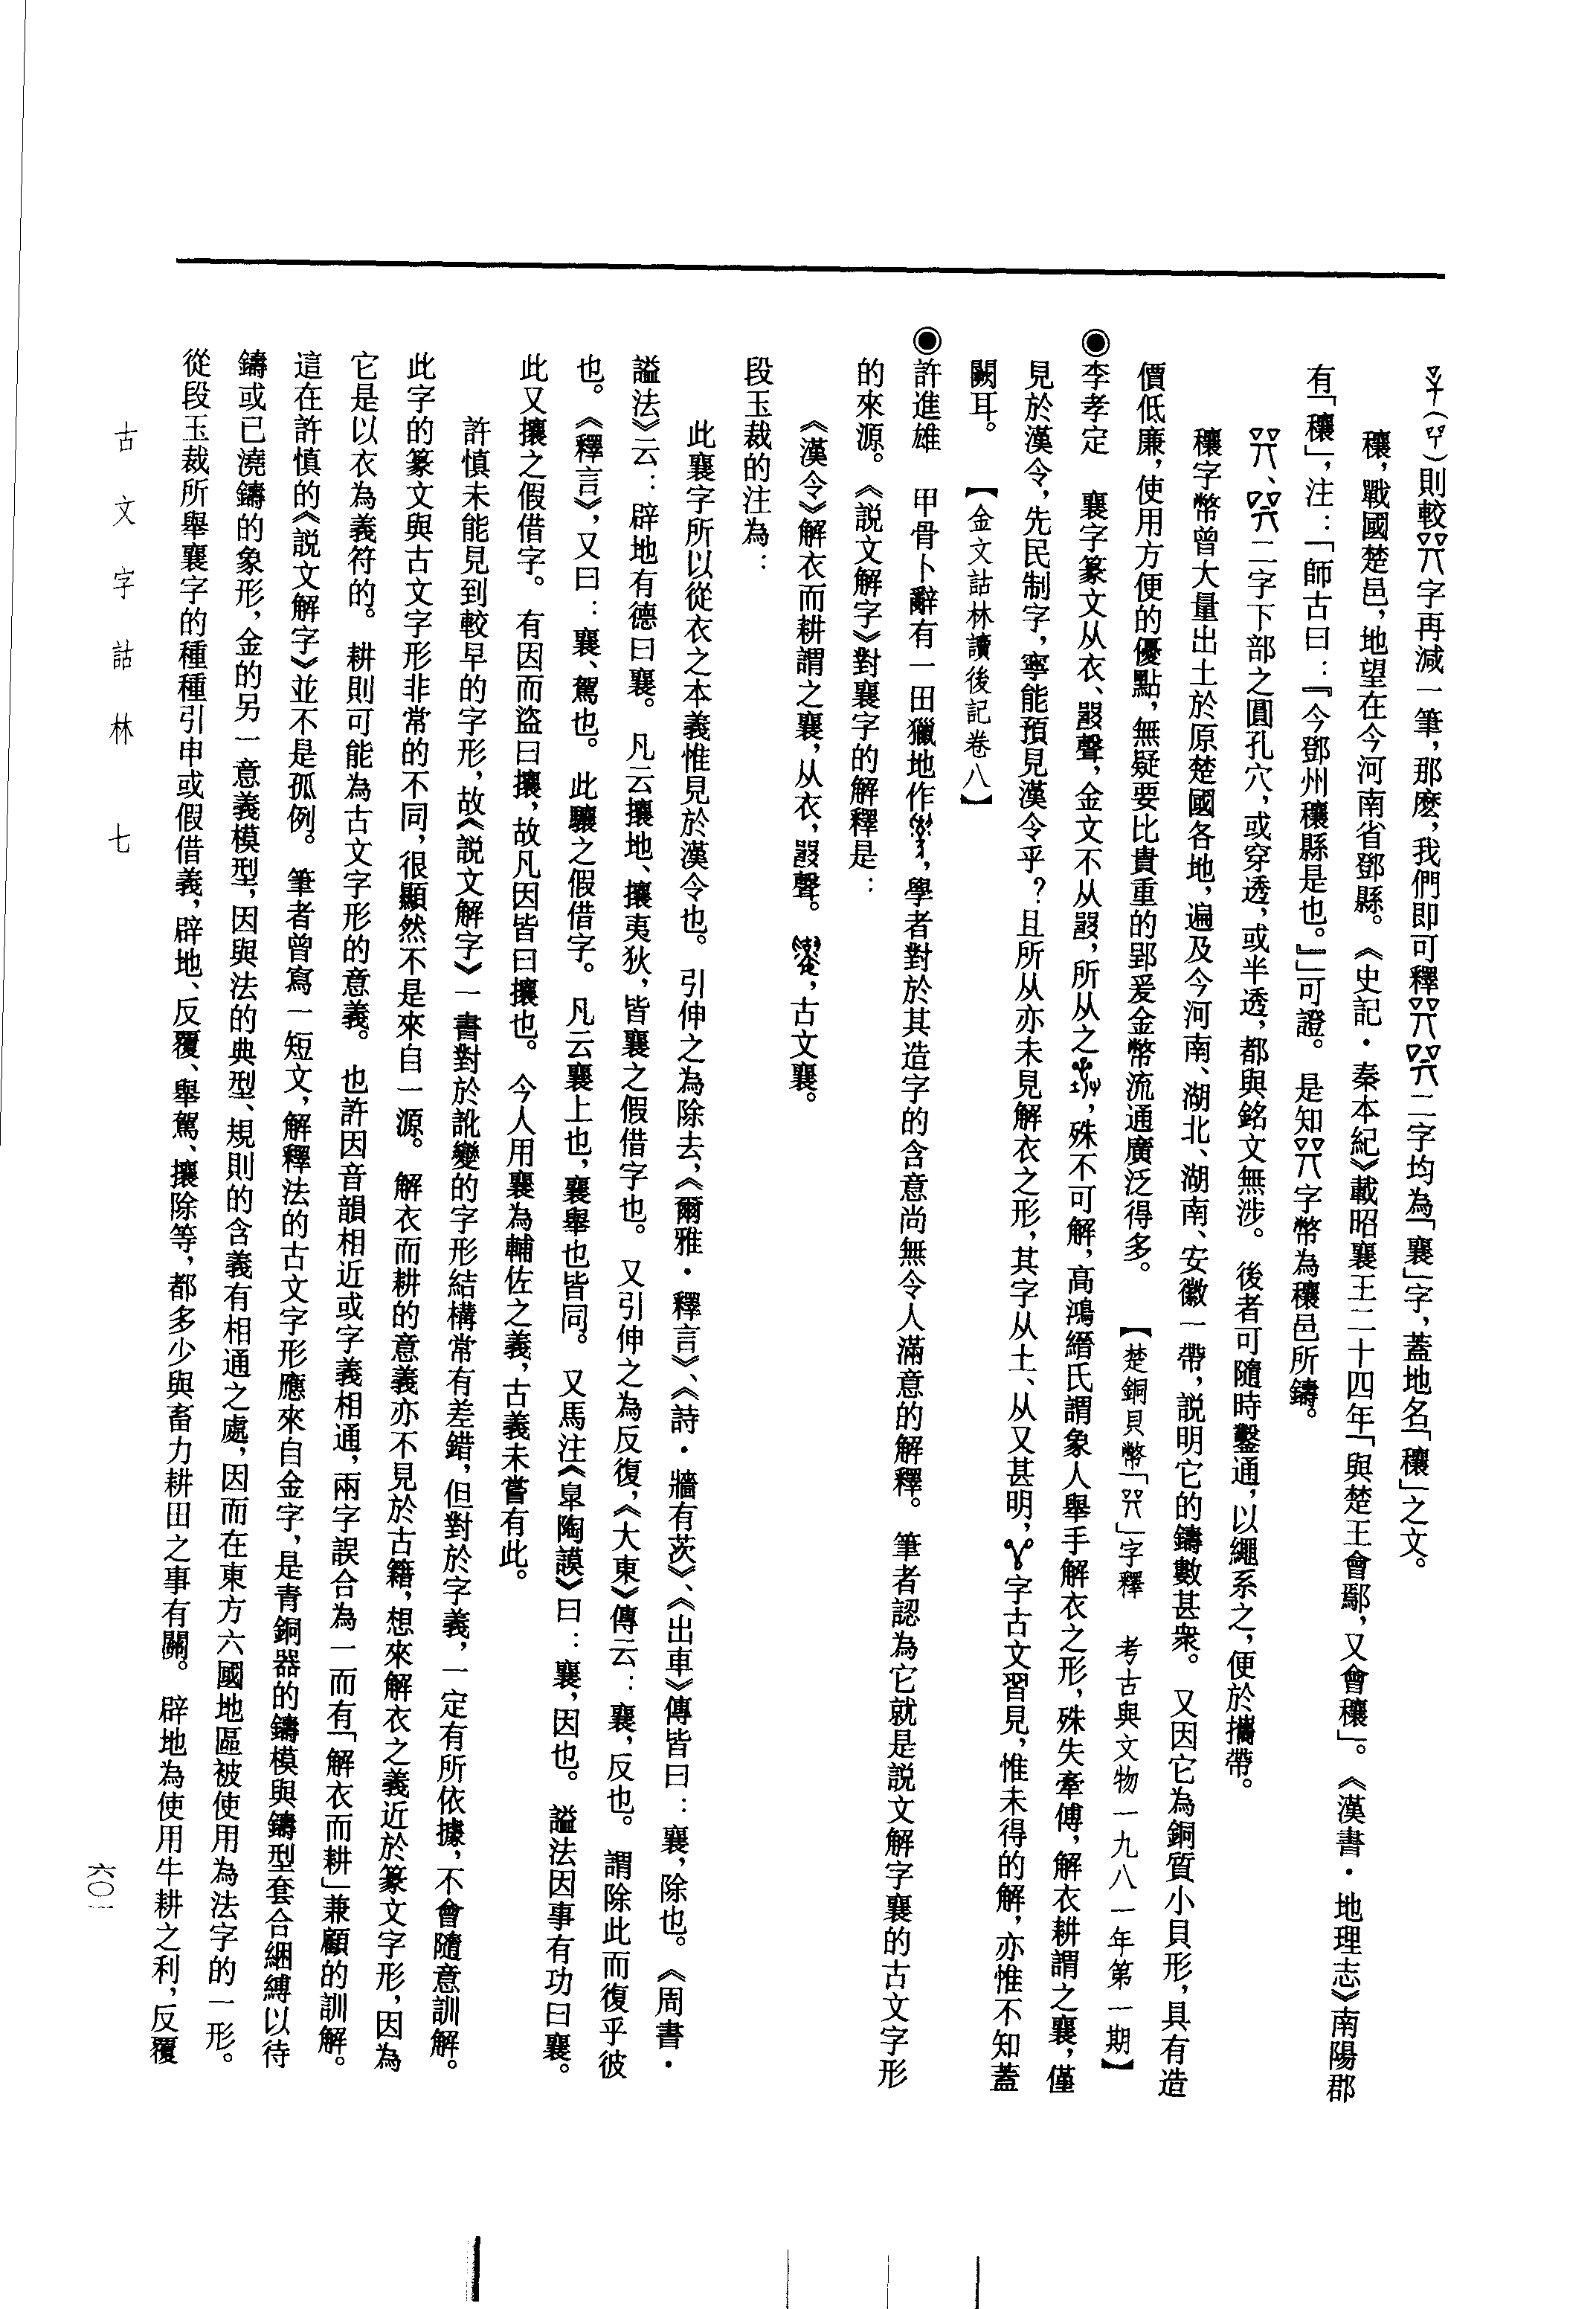 則較字再減一筆，那麽，我們即可釋二字均為「襄」字，蓋地名「穰」之文。
穰，戰國楚邑，地望在今河南省鄧縣。《史記·秦本紀》載昭襄王二十四年「與楚王會鄢，又會穰」。《漢書·地理志》南陽郡
有「穰」，注：「師古曰：『今鄧州穰縣是也。』」可證。是知字幣為穰邑所鑄。
二字下部之圓孔穴，或穿透，或半透，都與銘文無涉。後者可隨時鑿通，以繩系之，便於攜帶。
穰字幣曾大量出土於原楚國各地，遍及今河南、湖北、湖南、安徽一帶，説明它的鑄數甚衆。又因它為銅質小貝形，具有造
價低廉，使用方便的優點，無疑要比貴重的郢爰金幣流通廣泛得多。【楚銅貝幣「」字釋 考古與文物一九八一年第一期】
◉李孝定 襄字篆文从衣、𤕦聲，金文不从𤕦，所从之，殊不可解，高鴻縉氏謂象人舉手解衣之形，殊失牽傅，解衣耕謂之襄，僅
見於漢令，先民制字，寧能預見漢令乎？且所从亦未見解衣之形，其字从土、从又甚明，字古文習見，惟未得的解，亦惟不知蓋
闕耳。【金文詁林讀後記卷八】
◉許進雄 甲骨卜辭有一田獵地作，學者對於其造字的含意尚無令人滿意的解釋。筆者認為它就是説文解字襄的古文字形
的來源。《説文解字》對襄字的解釋是：
《漢令》解衣而耕謂之襄，从衣，𤕦聲。，古文襄。
段玉裁的注為：
此襄字所以從衣之本義惟見於漢令也。引伸之為除去，《爾雅·釋言》、《詩·牆有茨》、《出車》傳皆曰：襄，除也。《周書·
謚法》云：辟地有德曰襄。凡云攘地、攘夷狄，皆襄之假借字也。又引伸之為反復，《大東》傳云：襄，反也。謂除此而復乎彼
也。《釋言》，又曰：襄、駕也。此驤之假借字。凡云襄上也，襄舉也皆同。又馬注《皐陶謨》曰：襄，因也。謚法因事有功曰襄。
此又攘之假借字。有因而盜曰攘，故凡因皆曰攘也。今人用襄為輔佐之義，古義未嘗有此。
許慎未能見到較早的字形，故《説文解字》一書對於訛變的字形結構常有差錯，但對於字義，一定有所依據，不會隨意訓解。
此字的篆文與古文字形非常的不同，很顯然不是來自一源。解衣而耕的意義亦不見於古籍，想來解衣之義近於篆文字形，因為
它是以衣為義符的。耕則可能為古文字形的意義。也許因音韻相近或字義相通，兩字誤合為一而有「解衣而耕」兼顧的訓解。
這在許慎的《説文解字》並不是孤例。筆者曾寫一短文，解釋法的古文字形應來自金字，是青銅器的鑄模與鑄型套合綑縛以待
鑄或已澆鑄的象形，金的另一意義模型，因與法的典型、規則的含義有相通之處，因而在東方六國地區被使用為法字的一形。
從段玉裁所舉襄字的種種引申或假借義，辟地、反覆、舉駕、攘除等，都多少與畜力耕田之事有關。辟地為使用牛耕之利，反覆
古文字詁林 七
六〇一